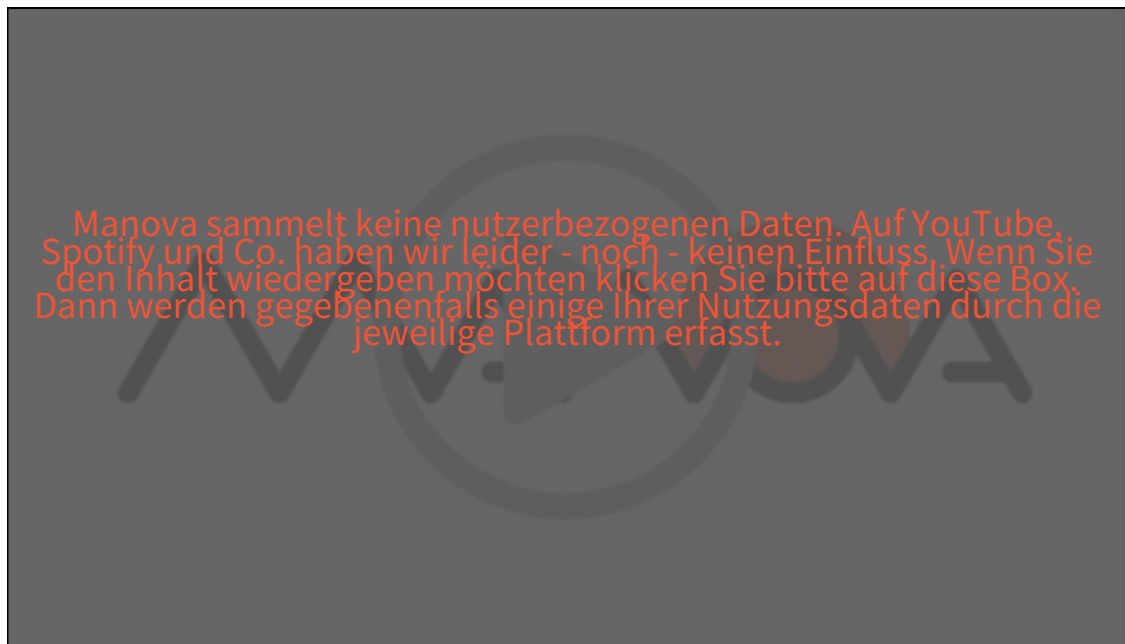 Manova sammelt keine nutzerbezogenen Daten. Auf YouTube,
Spotify und Co. haben wir leider - noch - keinen Einfluss. Wenn Sie
den Inhalt wiedergeben möchten klicken Sie bitte auf diese Box.
Dann werden gegebenenfalls einige Ihrer Nutzungsdaten durch die
jeweilige Plattform erfasst.
MANOVA